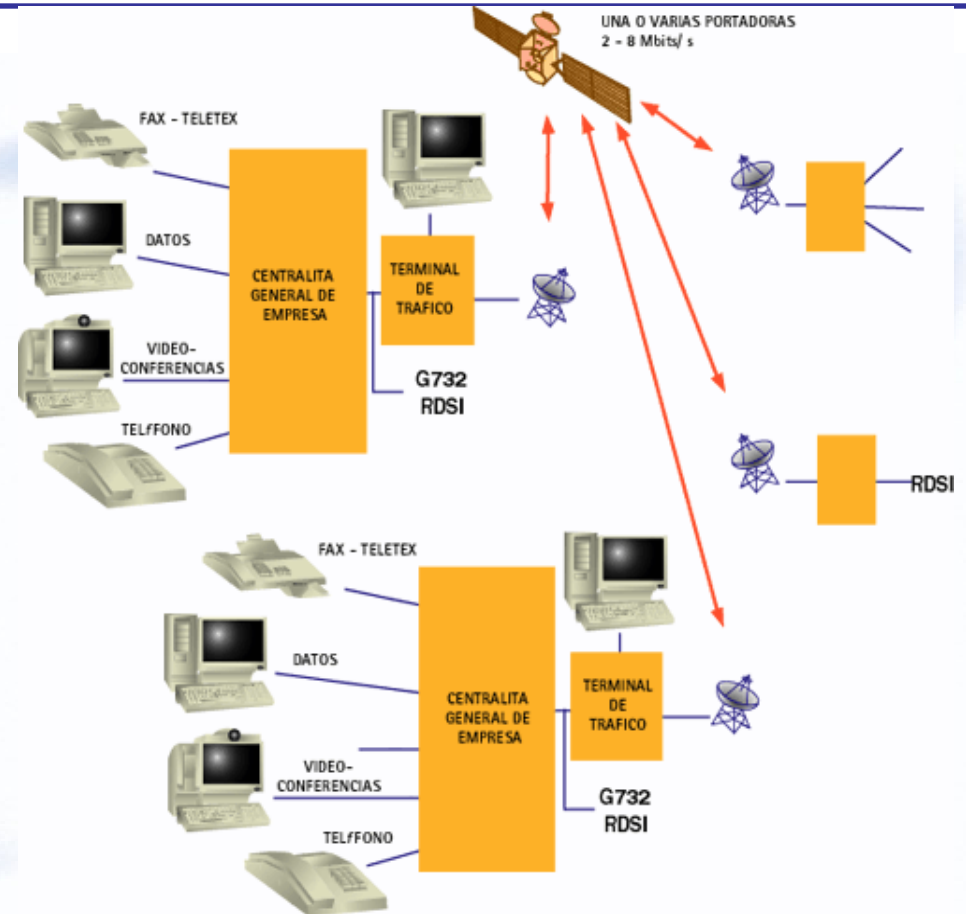 UNA O VARIAS PORTADORAS
2 - 8 Mbits/ s
FAX - TELETEX
DATOS
VIDEO-
CONFERENCIAS
TELfFONO
CENTRALITA
GENERAL DE
EMPRESA
TERMINAL
DE
TRAFICO
G732
RDSI
RDSI
FAX - TELETEX
DATOS
VIDEO-
CONFERENCIAS
TELfFONO
CENTRALITA
GENERAL DE
EMPRESA
TERMINAL
DE
TRAFICO
G732
RDSI